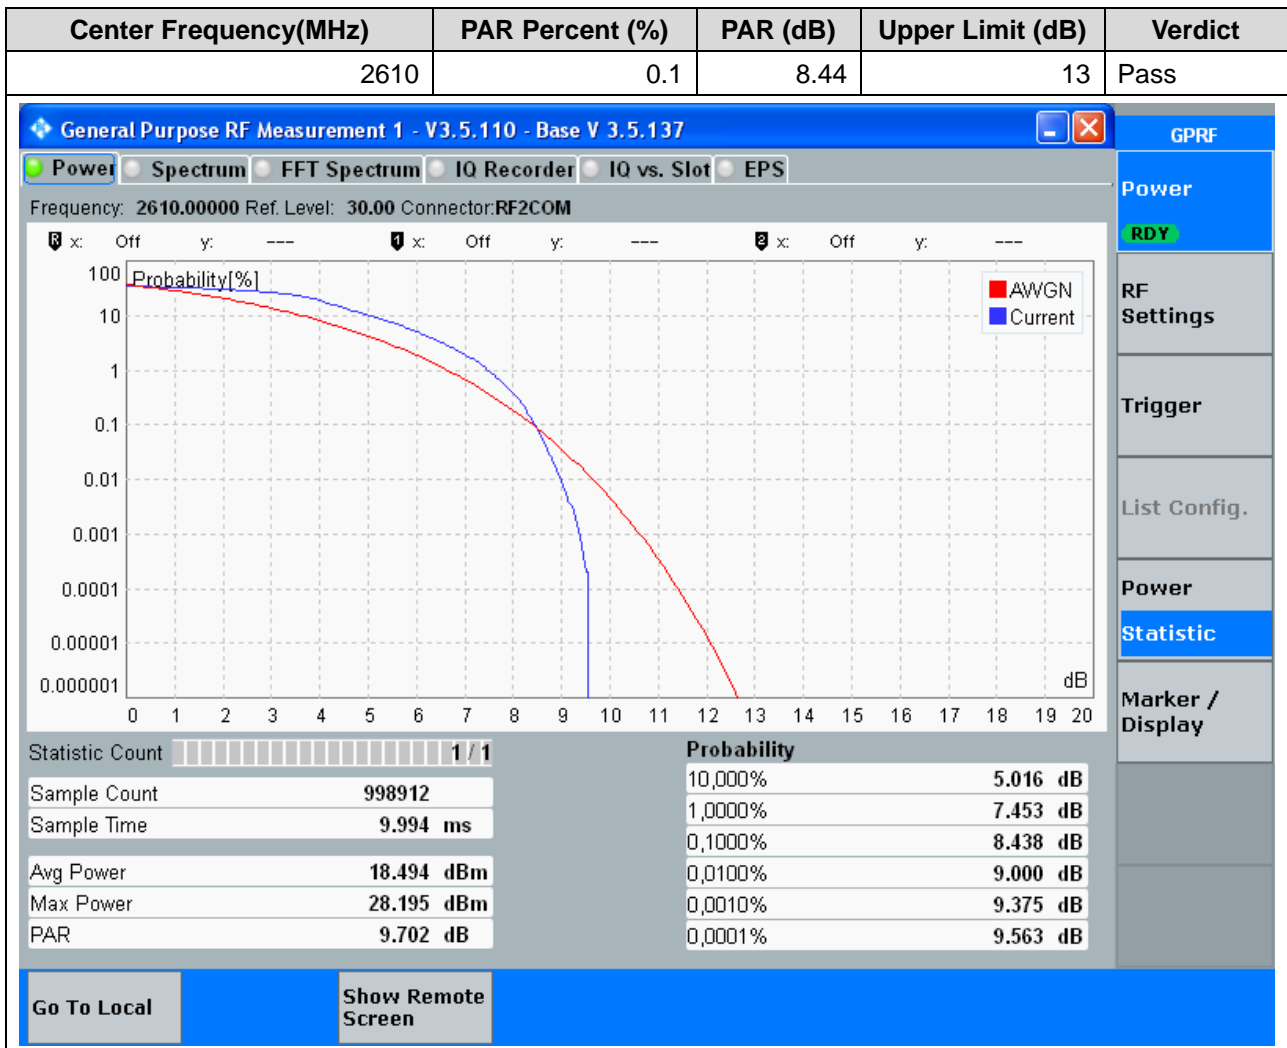 Center Frequency(MHz) PAR Percent (%) PAR (dB) Upper Limit (dB) Verdict
2610 0.1 8.44 13 Pass
General Purpose RF Measurement 1 - V3.5.110 - Base V 3.5.137
GPRF
Power Spectrum FFT Spectrum IQ Recorder IQ vs. Slot EPS
Frequency: 2610.00000 Ref. Level: 30.00 Connector:RF2COM
R x: Off y: --- 1 x: Off y: --- 2 x: Off y: ---
Probability[%]
100
10
1
0.1
0.01
0.001
0.0001
0.00001
0.000001
AWGN
Current
dB
0 1 2 3 4 5 6 7 8 9 10 11 12 13 14 15 16 17 18 19 20
Statistic Count 1 / 1
Sample Count 998912
Sample Time 9.994 ms
Avg Power 18.494 dBm
Max Power 28.195 dBm
PAR 9.702 dB
Probability
10,000% 5.016 dB
1,0000% 7.453 dB
0,1000% 8.438 dB
0,0100% 9.000 dB
0,0010% 9.375 dB
0,0001% 9.563 dB
Power
RDY
RF
Settings
Trigger
List Config.
Power
Statistic
Marker /
Display
Go To Local
Show Remote
Screen